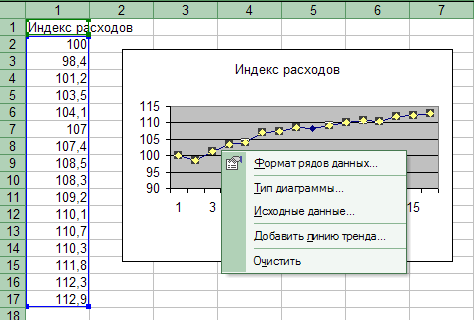 1 2 3 4 5 6 7
1 Индекс расходов
2 100
3 98,4
4 101,2
5 103,5
6 104,1
7 107
8 107,4
9 108,5
10 108,3
11 109,2
12 110,1
13 110,7
14 110,3
15 111,8
16 112,3
17 112,9
Индекс расходов
115
110
105
100
95
90
1 3 15
Формат рядов данных...
Тип диаграммы...
Исходные данные...
Добавить линию тренда...
Очистить